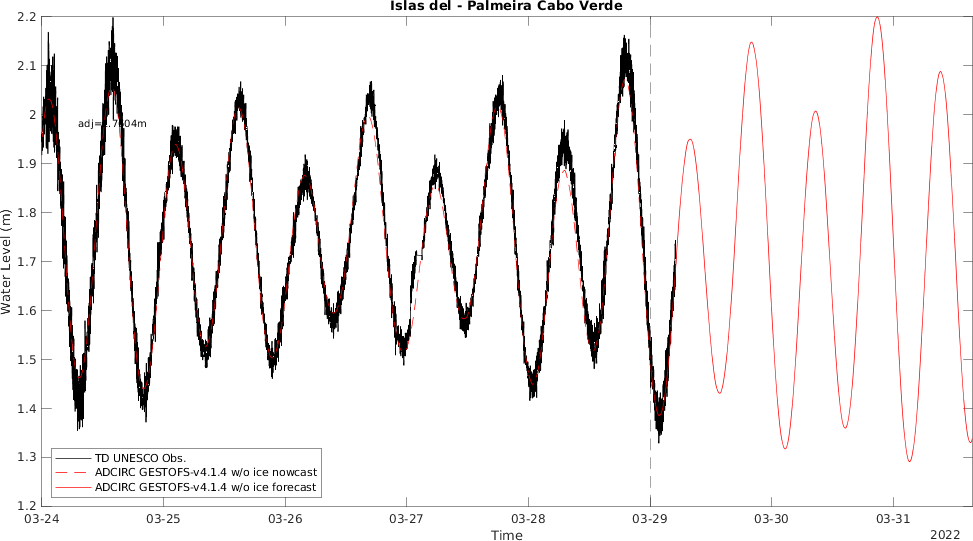 Islas del - Palmeira Cabo Verde
2.2
2.1
2
1.9
1.8
1.7
1.6
1.5
1.4
1.3
1.2
Water Level (m)
TD UNESCO Obs.
ADCIRC GESTOFS-v4.1.4 w/o ice nowcast
ADCIRC GESTOFS-v4.1.4 w/o ice forecast
03-24 03-25 03-26 03-27 03-28 03-29 03-30 03-31
Time
2022